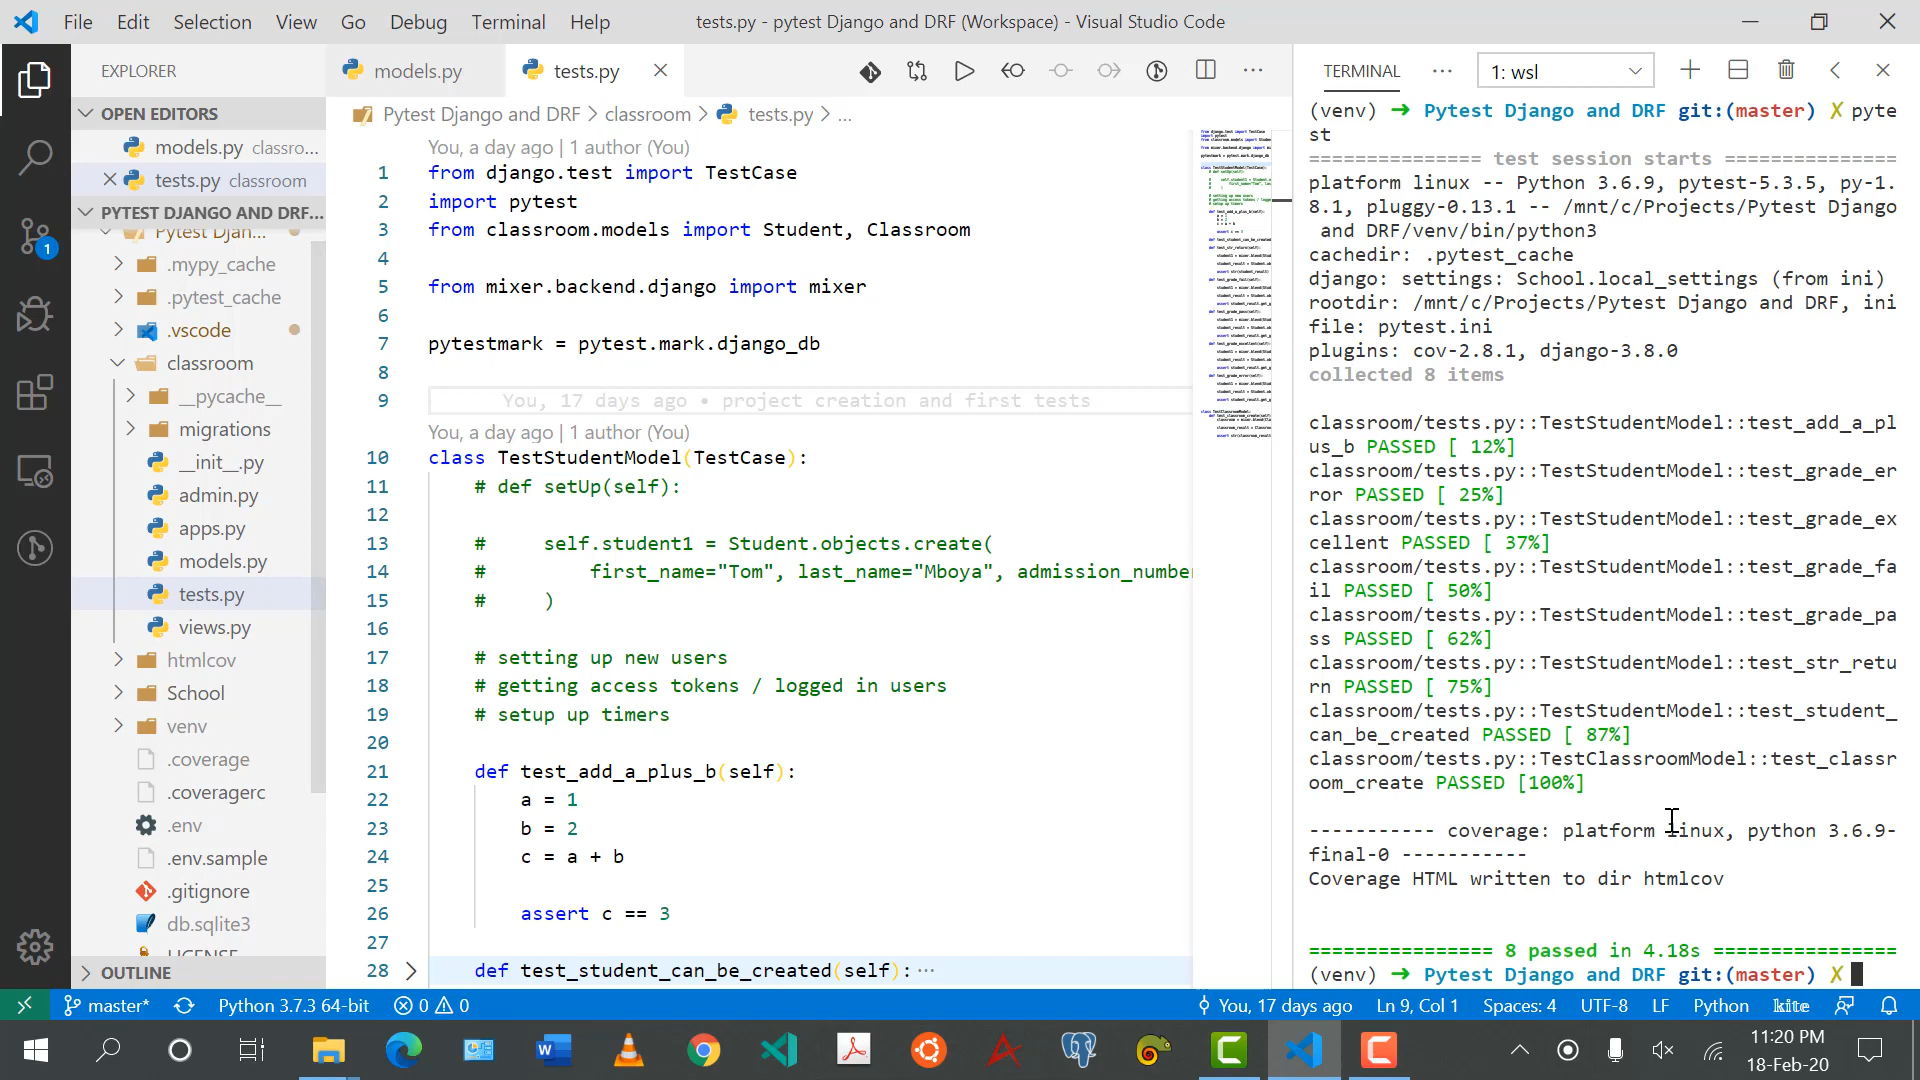 File Edit Selection View Go Debug Terminal Help
tests.py - pytest Django and DRF (Workspace) - Visual Studio Code
EXPLORER
OPEN EDITORS
models.py classro...
tests.py classroom
PYTEST DJANGO AND DRF...
Pytest Djan...
.mypy_cache
.pytest_cache
.vscode
classroom
__pycache__
migrations
__init__.py
admin.py
apps.py
models.py
tests.py
views.py
htmlcov
School
venv
.coverage
.coveragerc
.env
.env.sample
.gitignore
db.sqlite3
LICENSE
OUTLINE
1
models.py
tests.py
Pytest Django and DRF > classroom > tests.py > ...
You, a day ago | 1 author (You)
1 from django.test import TestCase
2 import pytest
3 from classroom.models import Student, Classroom
4
5 from mixer.backend.django import mixer
6
7 pytestmark = pytest.mark.django_db
8
9 You, 17 days ago • project creation and first tests
You, a day ago | 1 author (You)
10 class TestStudentModel(TestCase):
11 # def setUp(self):
12
13 # self.student1 = Student.objects.create(
14 # first_name="Tom", last_name="Mboya", admission_number
15 # )
16
17 # setting up new users
18 # getting access tokens / logged in users
19 # setup up timers
20
21 def test_add_a_plus_b(self):
22 a = 1
23 b = 2
24 c = a + b
25
26 assert c == 3
27
28 def test_student_can_be_created(self): ...
TERMINAL ... 1: wsl
(venv) ➜ Pytest Django and DRF git:(master) ✗ pyte
st
=============== test session starts ===============
platform linux -- Python 3.6.9, pytest-5.3.5, py-1.
8.1, pluggy-0.13.1 -- /mnt/c/Projects/Pytest Django
and DRF/venv/bin/python3
cachedir: .pytest_cache
django: settings: School.local_settings (from ini)
rootdir: /mnt/c/Projects/Pytest Django and DRF, ini
file: pytest.ini
plugins: cov-2.8.1, django-3.8.0
collected 8 items
classroom/tests.py::TestStudentModel::test_add_a_pl
us_b PASSED [ 12%]
classroom/tests.py::TestStudentModel::test_grade_er
ror PASSED [ 25%]
classroom/tests.py::TestStudentModel::test_grade_ex
cellent PASSED [ 37%]
classroom/tests.py::TestStudentModel::test_grade_fa
il PASSED [ 50%]
classroom/tests.py::TestStudentModel::test_grade_pa
ss PASSED [ 62%]
classroom/tests.py::TestStudentModel::test_str_retu
rn PASSED [ 75%]
classroom/tests.py::TestStudentModel::test_student_
can_be_created PASSED [ 87%]
classroom/tests.py::TestClassroomModel::test_classr
oom_create PASSED [100%]
----------- coverage: platform linux, python 3.6.9-
final-0 -----------
Coverage HTML written to dir htmlcov
================ 8 passed in 4.18s ================
(venv) ➜ Pytest Django and DRF git:(master) ✗
master* Python 3.7.3 64-bit 0 0
You, 17 days ago Ln 9, Col 1 Spaces: 4 UTF-8 LF Python kite
11:20 PM
18-Feb-20